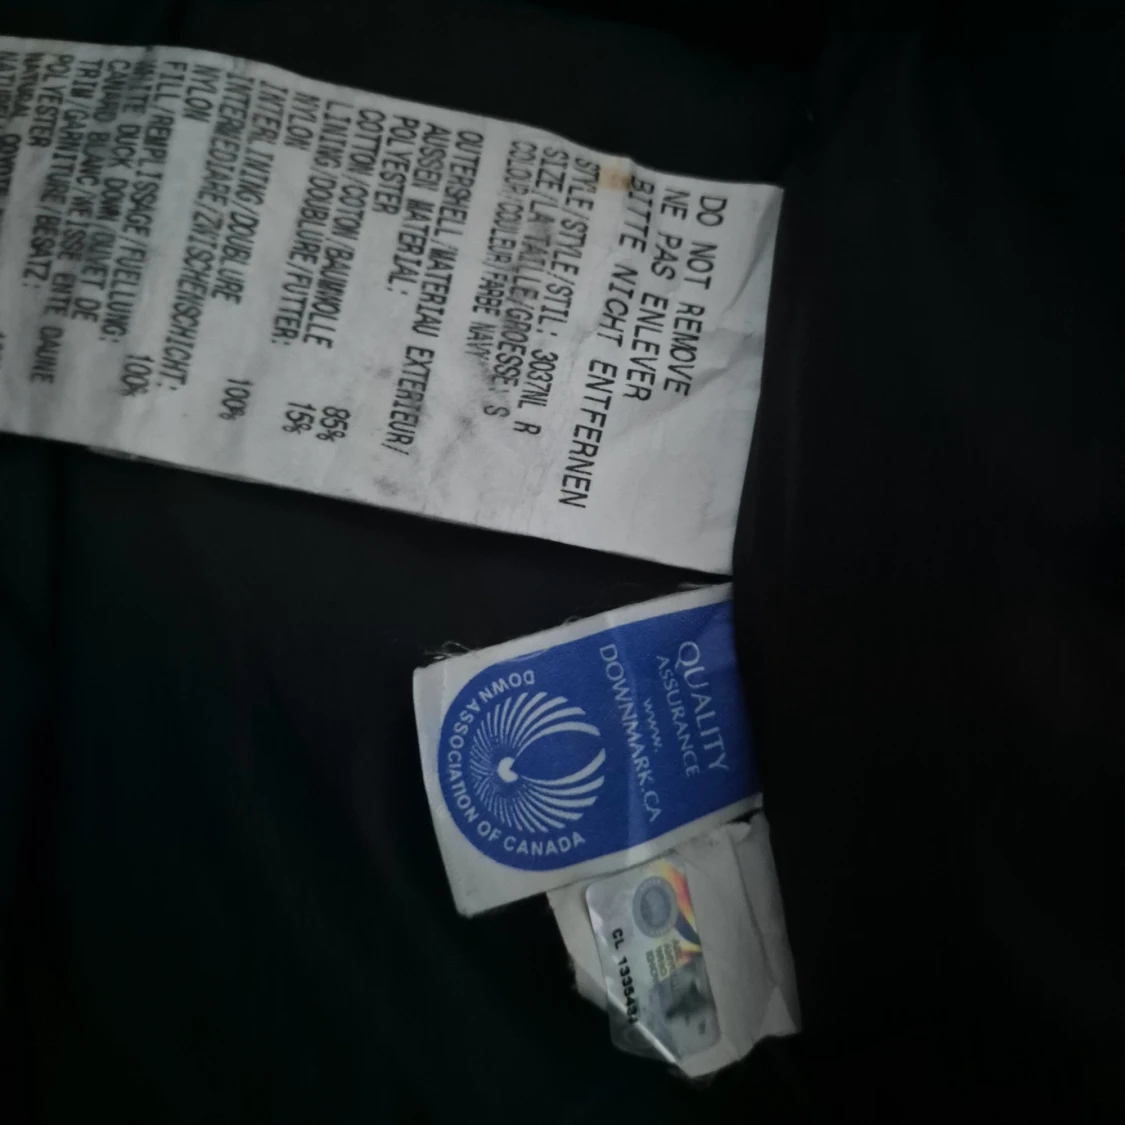 DO NOT REMOVE
NE PAS ENLEVER
BITTE NICHT ENTFERNEN
STYLE/STYLE/STIL: 3037NL R
SIZE/LA TAILLE/GROESSE: S
COLOUR/COULEUR/FARBE NAVY
OUTERSHELL/MATERIAU EXTERIEUR/
AUSSEN MATERIAL:
POLYESTER 85%
COTTON/COTON/BAUMWOLLE 15%
LINING/DOUBLURE/FUTTER:
NYLON 100%
INTERLINING/DOUBLURE
INTERMEDIARE/ZWISCHENSCHICHT:
NYLON 100%
FILL/REMPLISSAGE/FUELLUNG:
WHITE DUCK DOWN/DUVET DE
CANARD BLANC/WEISSE ENTE DAUNE
TRIM/GARNITURE BESATZ:
POLYESTER
NATURAL
QUALITY
ASSURANCE
www.
DOWNMARK.CA
DOWN ASSOCIATION OF CANADA
CL 133543